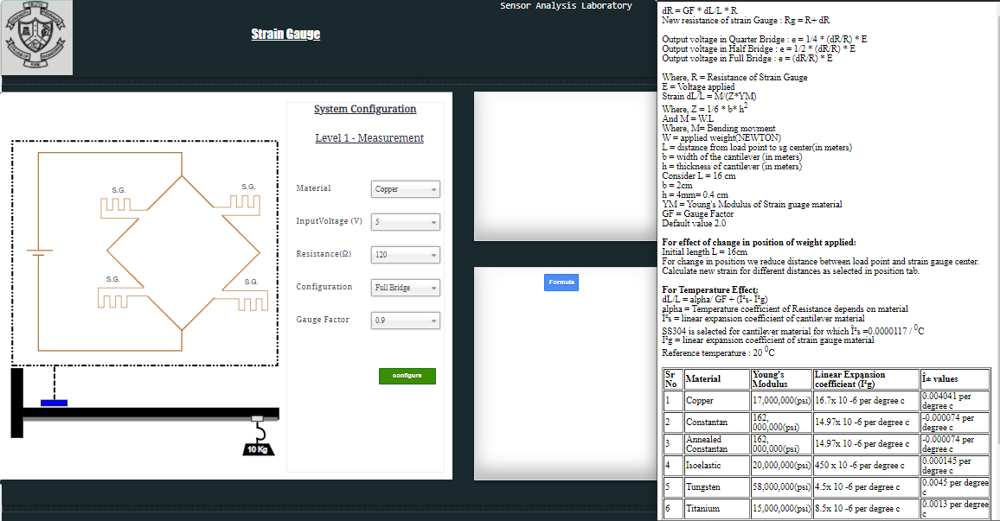 Sensor Analysis Laboratory
Strain Gauge
System Configuration
Level 1 - Measurement
Material
Copper
InputVoltage (V)
5
Resistance(Ω)
120
Configuration
Full Bridge
Gauge Factor
0.9
configure
S.G.
S.G.
S.G.
S.G.
10 Kg
Formula
dR = GF * dL/L * R
New resistance of strain Gauge : Rg = R+ dR
Output voltage in Quarter Bridge : e = 1/4 * (dR/R) * E
Output voltage in Half Bridge : e = 1/2 * (dR/R) * E
Output voltage in Full Bridge : e = (dR/R) * E
Where, R = Resistance of Strain Gauge
E = Voltage applied
Strain dL/L = M/(Z*YM)
Where, Z = 1/6 * b* h²
And M = W.L
Where, M= Bending movment
W = applied weight(NEWTON)
L = distance from load point to sg center(in meters)
b = width of the cantilever (in meters)
h = thickness of cantilever (in meters)
Consider L = 16 cm
b = 2cm
h = 4mm= 0.4 cm
YM = Young's Modulus of Strain guage material
GF = Gauge Factor
Default value 2.0
For effect of change in position of weight applied:
Initial length L = 16cm
For change in position we reduce distance between load point and strain gauge center.
Calculate new strain for different distances as selected in position tab.
For Temperature Effect:
dL/L = alpha/ GF + (Î²s- Î²g)
alpha = Temperature coefficient of Resistance depends on material
Î²s = linear expansion coefficient of cantilever material
SS304 is selected for cantilever material for which Î²s =0.0000117 / ⁰C
Î²g = linear expansion coefficient of strain gauge material
Reference temperature : 20 ⁰C
Sr No Material Young's Modulus Linear Expansion coefficient (Î²g) Î± values
1 Copper 17,000,000(psi) 16.7x 10 -6 per degree c 0.004041 per degree c
2 Constantan 162, 000,000(psi) 14.97x 10 -6 per degree c -0.000074 per degree c
3 Annealed Constantan 162, 000,000(psi) 14.97x 10 -6 per degree c -0.000074 per degree c
4 Isoelastic 20,000,000(psi) 450 x 10 -6 per degree c 0.000145 per degree c
5 Tungsten 58,000,000(psi) 4.5x 10 -6 per degree c 0.0045 per degree c
6 Titanium 15,000,000(psi) 8.5x 10 -6 per degree c 0.0013 per degree c